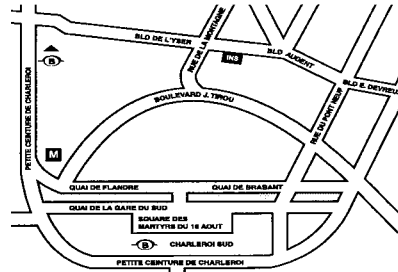 BLD DE L'YSER
RUE DE LA MONTAGNE
INS
BLD AUDENT
B
BLD E. DEVREUX
BOULEVARD J. TIROU
RUE DU PONT NEUF
PETITE CEINTURE DE CHARLEROI
M
QUAI DE FLANDRE
QUAI DE BRABANT
QUAI DE LA GARE DU SUD
SQUARE DES
MARTYRS DU 18 AOUT
B
CHARLEROI SUD
PETITE CEINTURE DE CHARLEROI